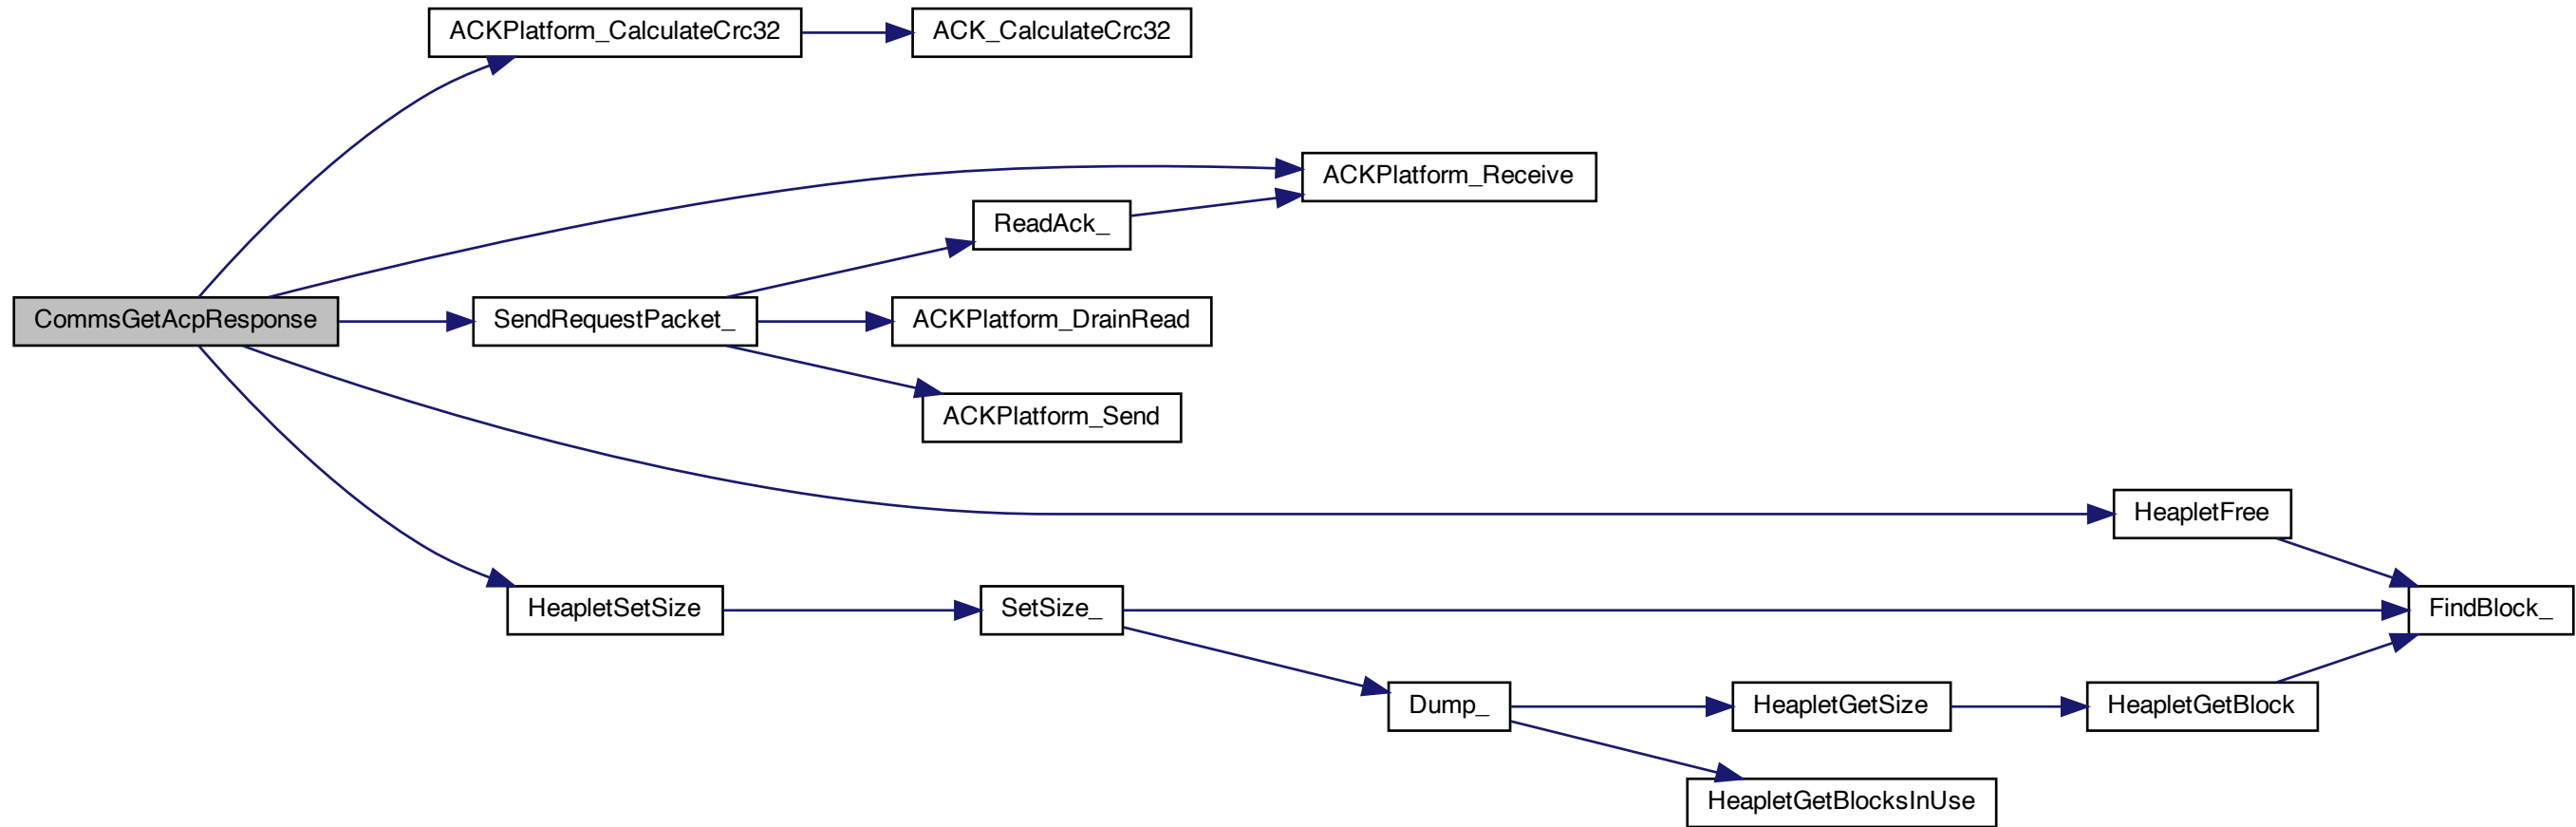 ACKPlatform_CalculateCrc32
ACK_CalculateCrc32
ACKPlatform_Receive
ReadAck_
CommsGetAcpResponse
SendRequestPacket_
ACKPlatform_DrainRead
ACKPlatform_Send
HeapletFree
HeapletSetSize
SetSize_
FindBlock_
Dump_
HeapletGetSize
HeapletGetBlock
HeapletGetBlocksInUse